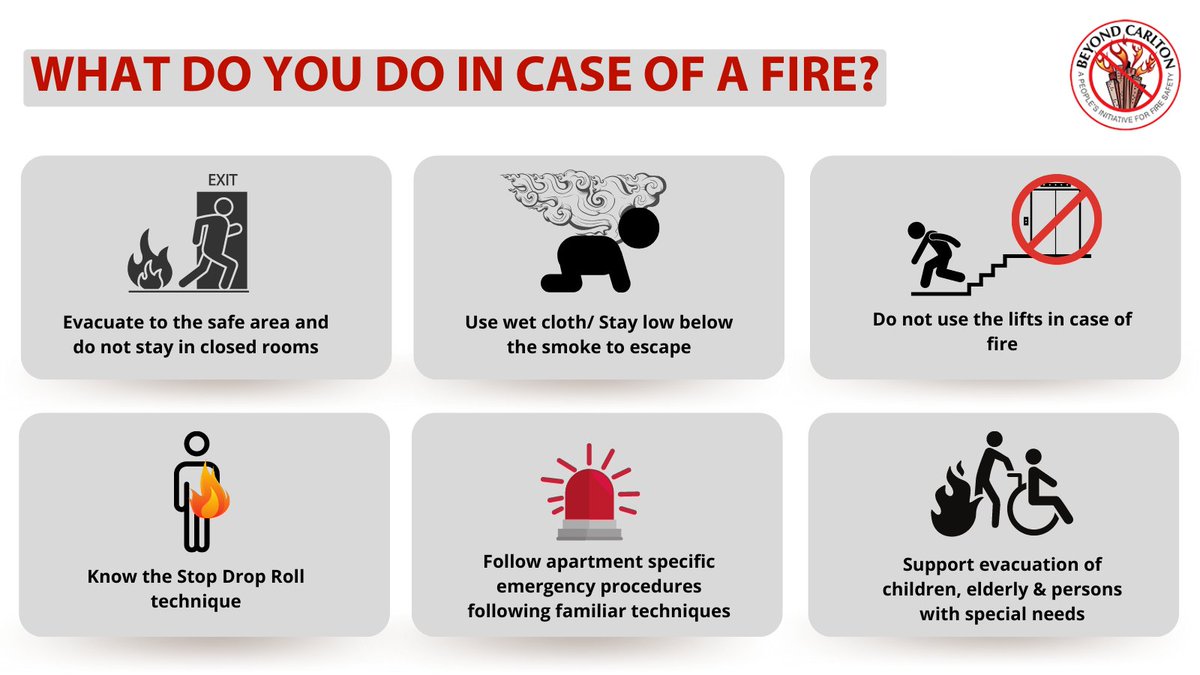 WHAT DO YOU DO IN CASE OF A FIRE?
BEYOND CARLTON
A PEOPLE'S INITIATIVE FOR FIRE SAFETY
EXIT
Evacuate to the safe area and
do not stay in closed rooms
Use wet cloth/ Stay low below
the smoke to escape
Do not use the lifts in case of
fire
Know the Stop Drop Roll
technique
Follow apartment specific
emergency procedures
following familiar techniques
Support evacuation of
children, elderly & persons
with special needs